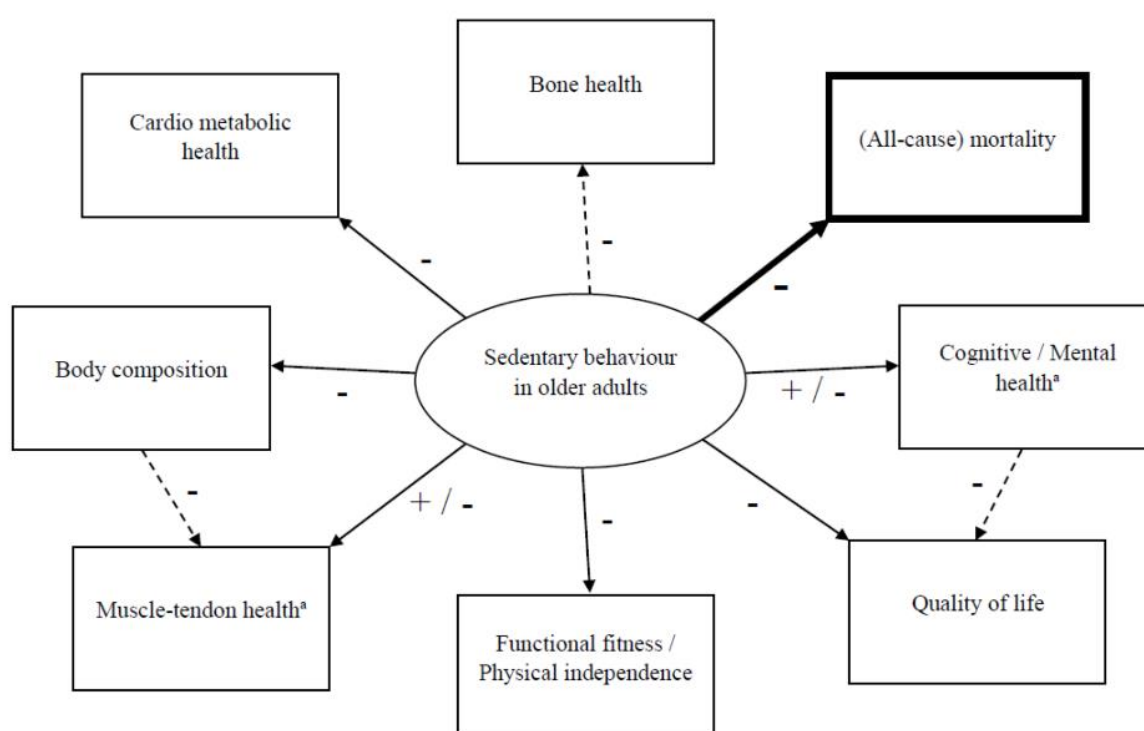 Bone health
Cardio metabolic
health
(All-cause) mortality
-
-
-
Sedentary behaviour
in older adults
Body composition
-
Cognitive / Mental
healthª
+ / -
-
+ / -
-
-
-
Muscle-tendon healthª
Functional fitness /
Physical independence
Quality of life